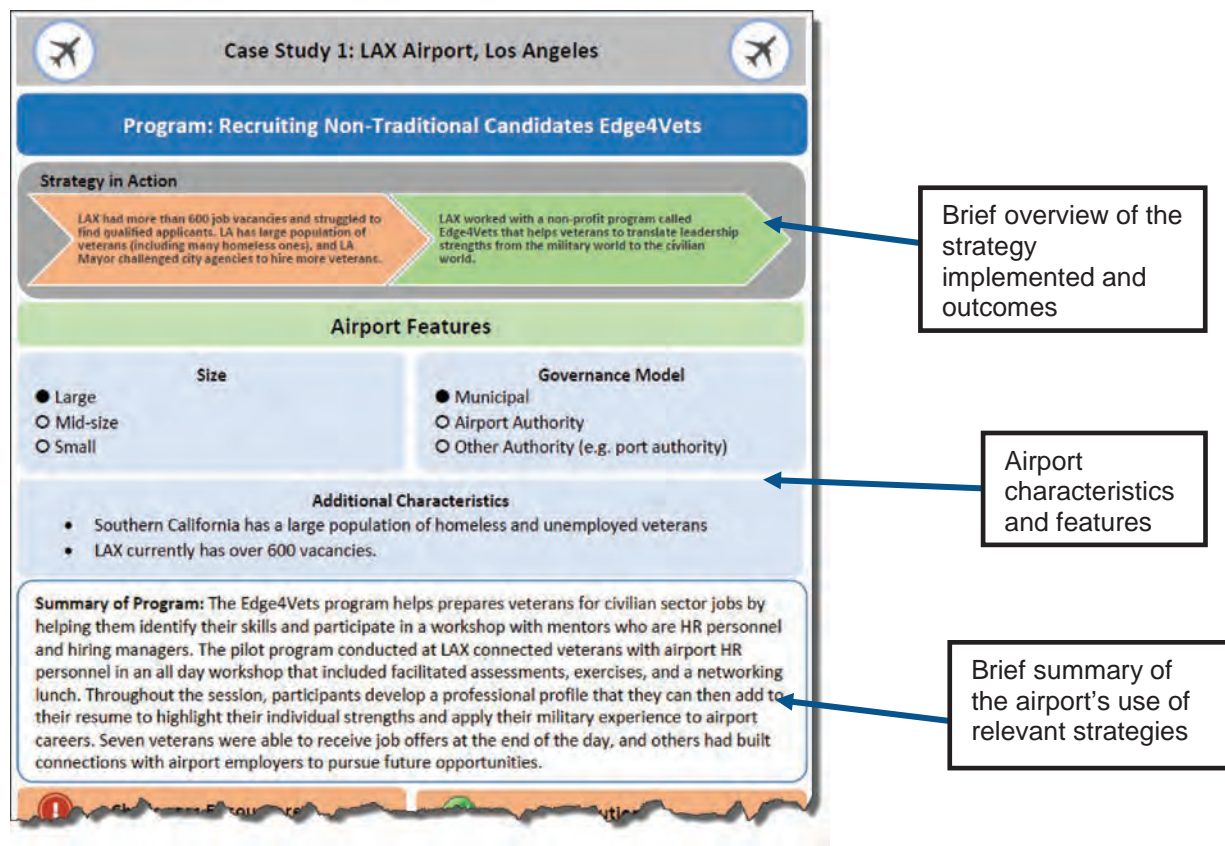 Case Study 1: LAX Airport, Los Angeles
Program: Recruiting Non-Traditional Candidates Edge4Vets
Strategy in Action
LAX had more than 600 job vacancies and struggled to
find qualified applicants. LA has large population of
veterans (including many homeless ones), and LA
Mayor challenged city agencies to hire more veterans.
LAX worked with a non-profit program called
Edge4Vets that helps veterans to translate leadership
strengths from the military world to the civilian
world.
Brief overview of the
strategy
implemented and
outcomes
Airport Features
Size
Large
Mid-size
Small
Governance Model
Municipal
Airport Authority
Other Authority (e.g. port authority)
Additional Characteristics
• Southern California has a large population of homeless and unemployed veterans
• LAX currently has over 600 vacancies.
Airport
characteristics
and features
Summary of Program: The Edge4Vets program helps prepares veterans for civilian sector jobs by
helping them identify their skills and participate in a workshop with mentors who are HR personnel
and hiring managers. The pilot program conducted at LAX connected veterans with airport HR
personnel in an all day workshop that included facilitated assessments, exercises, and a networking
lunch. Throughout the session, participants develop a professional profile that they can then add to
their resume to highlight their individual strengths and apply their military experience to airport
careers. Seven veterans were able to receive job offers at the end of the day, and others had built
connections with airport employers to pursue future opportunities.
Brief summary of
the airport's use of
relevant strategies